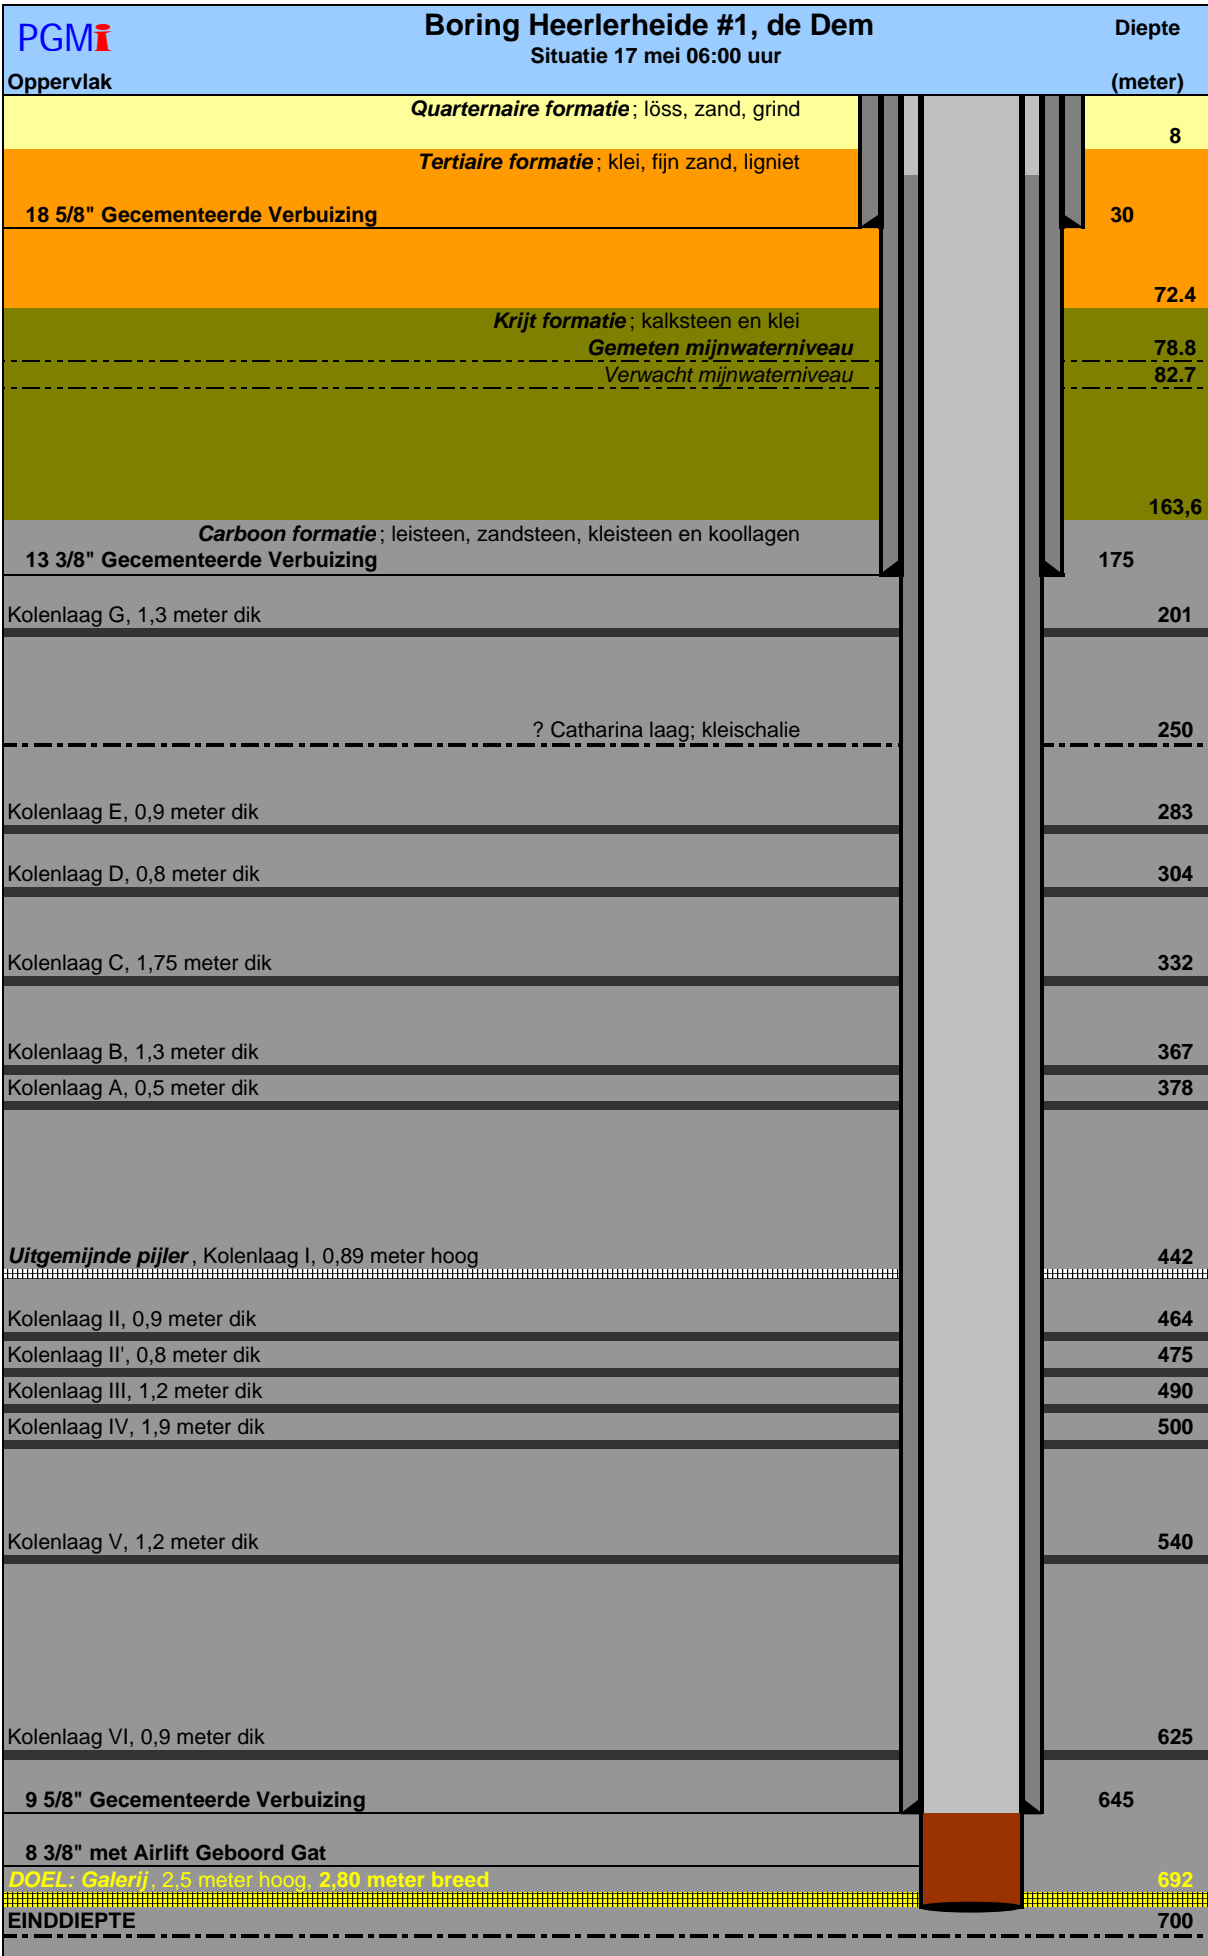 PGMi
Boring Heerlerheide #1, de Dem
Diepte
Situatie 17 mei 06:00 uur
Oppervlak
(meter)
Quarternaire formatie; löss, zand, grind
8
Tertiaire formatie; klei, fijn zand, ligniet
18 5/8" Gecementeerde Verbuizing 30
72.4
Krijt formatie; kalksteen en klei
Gemeten mijnwaterniveau 78.8
Verwacht mijnwaterniveau 82.7
163,6
Carboon formatie; leisteen, zandsteen, kleisteen en koollagen
13 3/8" Gecementeerde Verbuizing 175
Kolenlaag G, 1,3 meter dik 201
? Catharina laag; kleischalie 250
Kolenlaag E, 0,9 meter dik 283
Kolenlaag D, 0,8 meter dik 304
Kolenlaag C, 1,75 meter dik 332
Kolenlaag B, 1,3 meter dik 367
Kolenlaag A, 0,5 meter dik 378
Uitgemijnde pijler, Kolenlaag I, 0,89 meter hoog 442
Kolenlaag II, 0,9 meter dik 464
Kolenlaag II', 0,8 meter dik 475
Kolenlaag III, 1,2 meter dik 490
Kolenlaag IV, 1,9 meter dik 500
Kolenlaag V, 1,2 meter dik 540
Kolenlaag VI, 0,9 meter dik 625
9 5/8" Gecementeerde Verbuizing 645
8 3/8" met Airlift Geboord Gat
DOEL: Galerij, 2,5 meter hoog, 2,80 meter breed 692
EINDDIEPTE 700